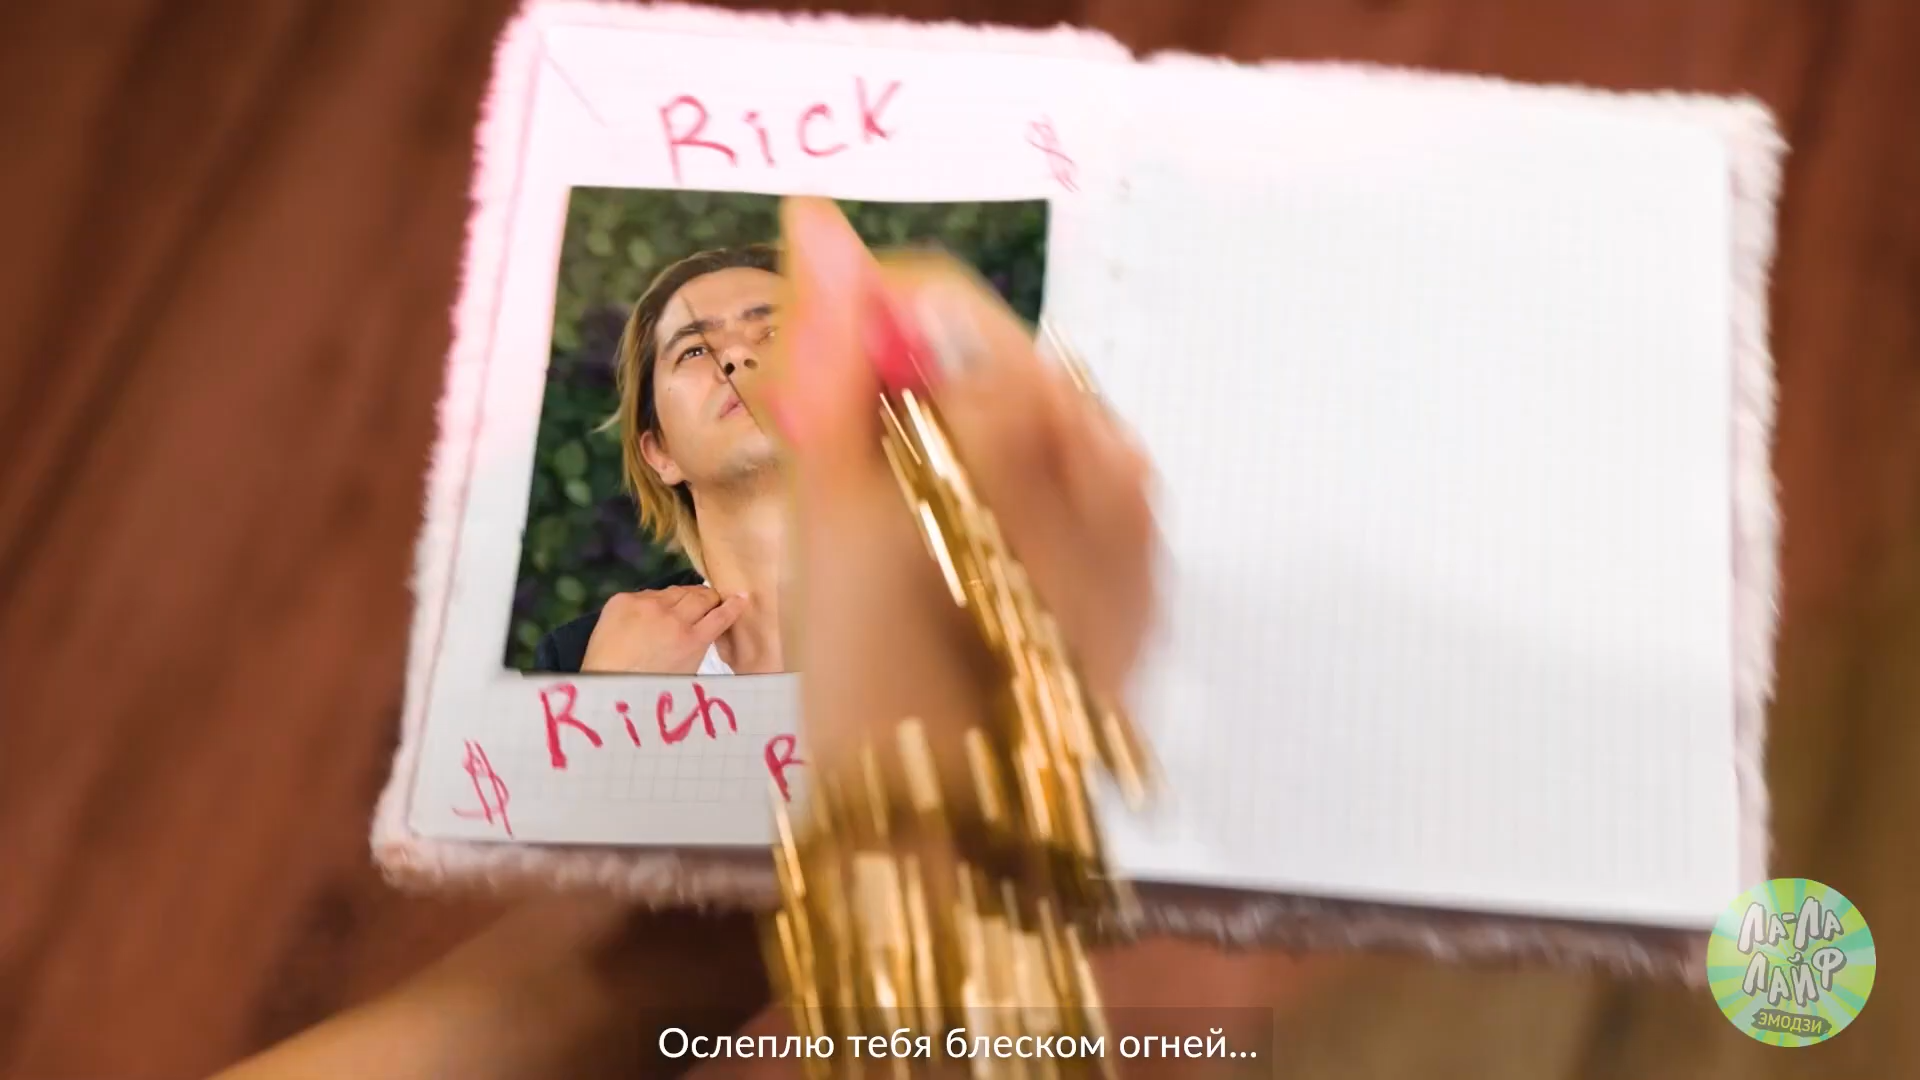 Rick
$
Rich
$
Ослеплю тебя блеском огней...
ЛА-ЛА
ЛАЙФ
ЭМОДЗИ